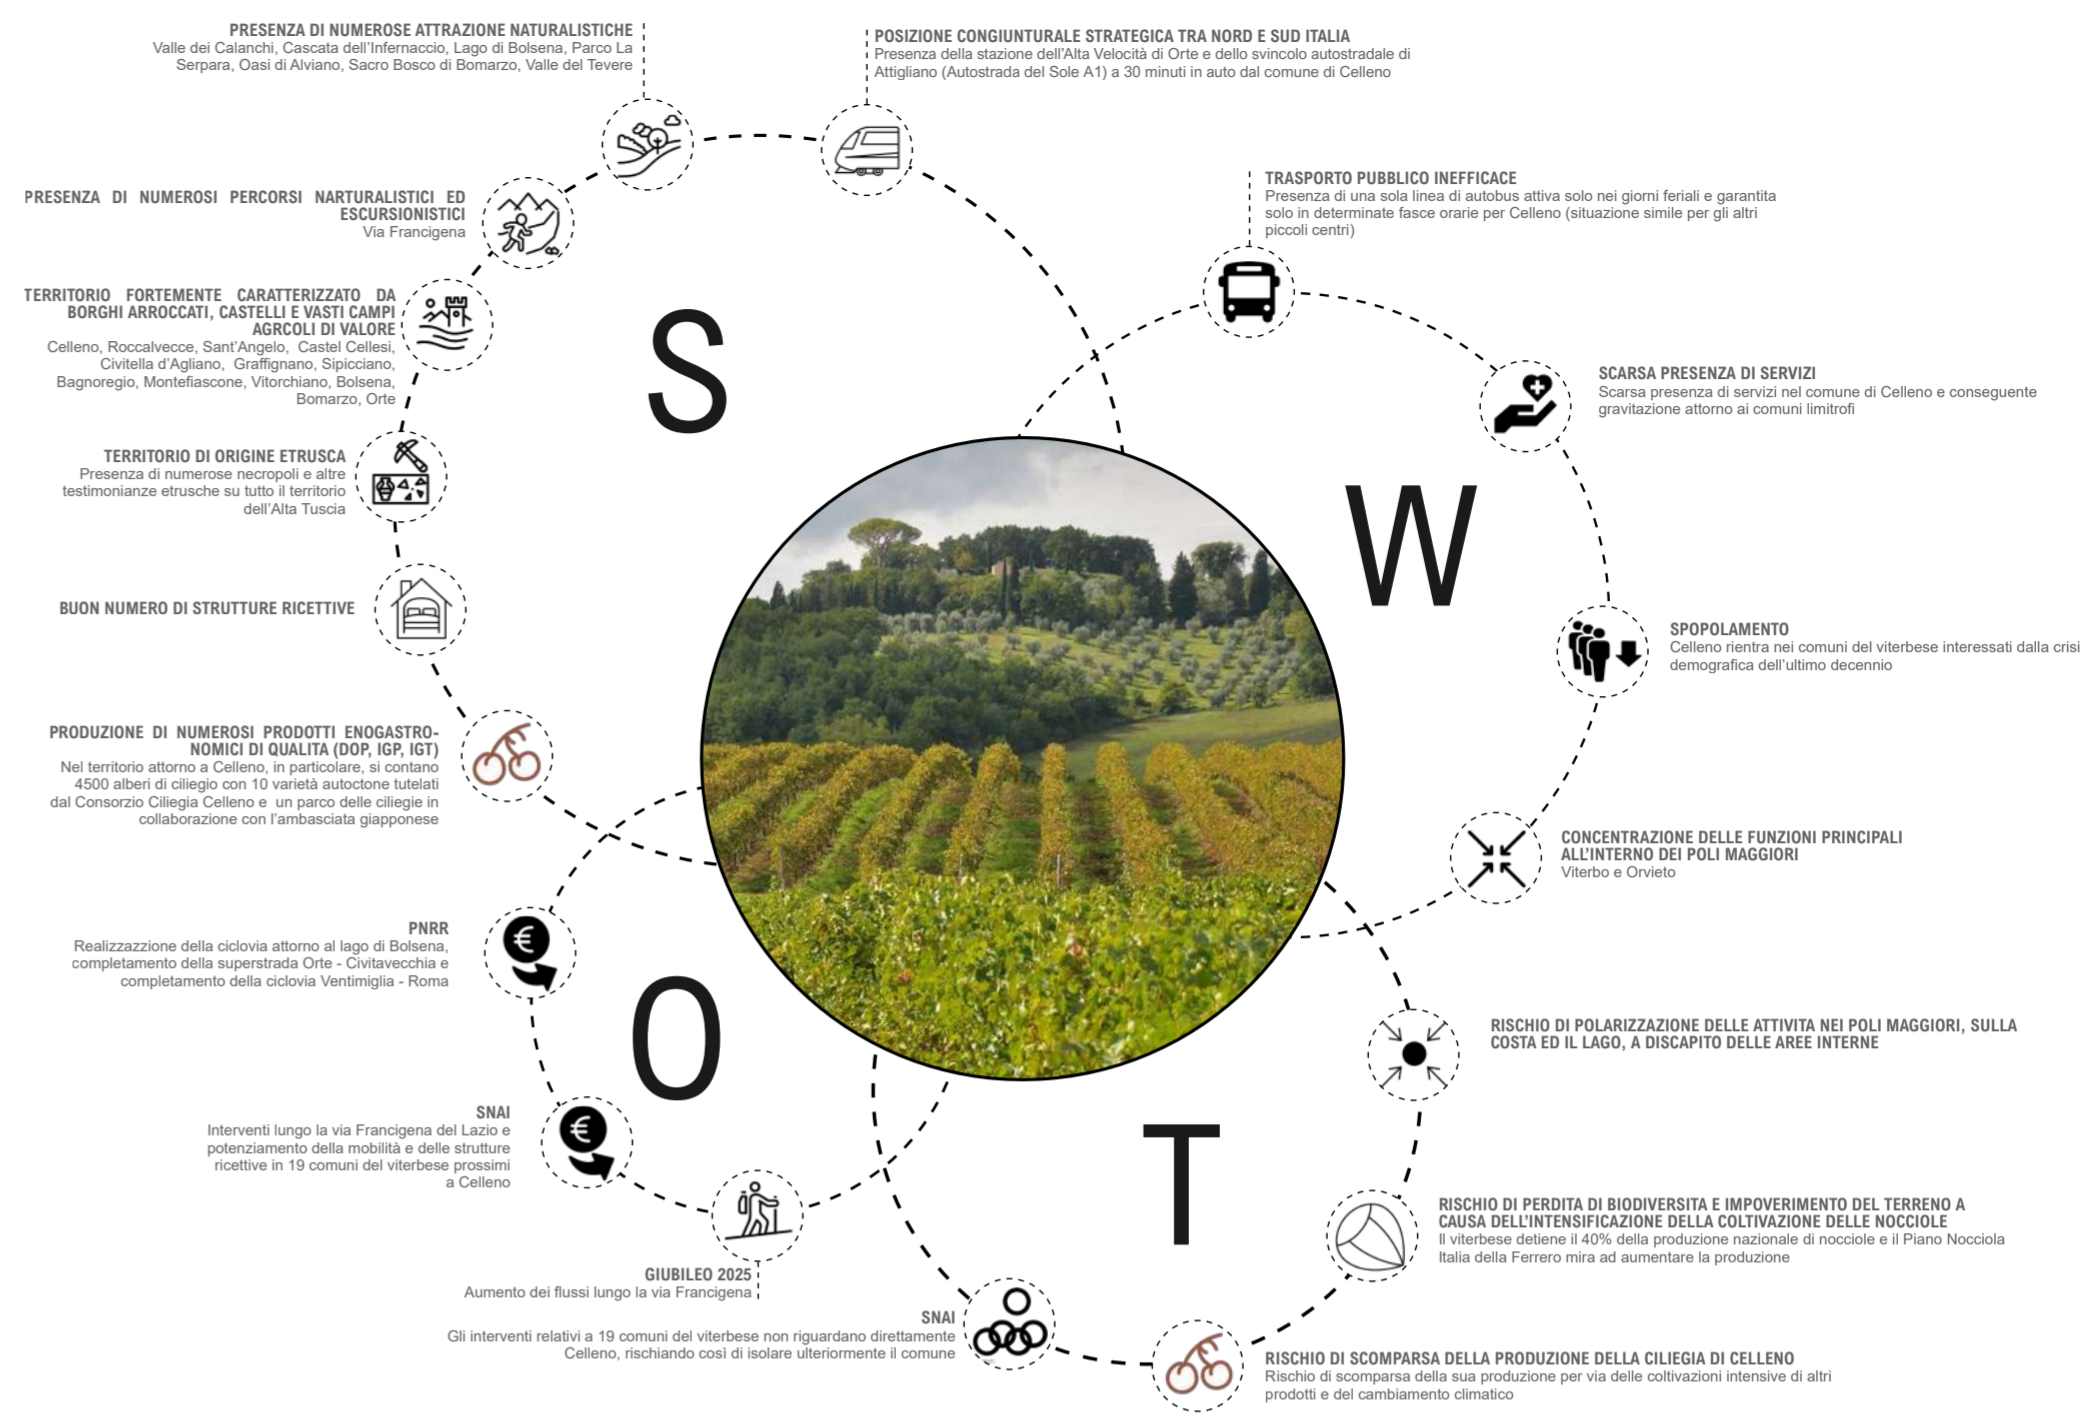 PRESENZA DI NUMEROSE ATTRAZIONE NATURALISTICHE
Valle dei Calanchi, Cascata dell'Infernaccio, Lago di Bolsena, Parco La
Serpara, Oasi di Alviano, Sacro Bosco di Bomarzo, Valle del Tevere
POSIZIONE CONGIUNTURALE STRATEGICA TRA NORD E SUD ITALIA
Presenza della stazione dell'Alta Velocità di Orte e dello svincolo autostradale di
Attigliano (Autostrada del Sole A1) a 30 minuti in auto dal comune di Celleno
PRESENZA DI NUMEROSI PERCORSI NARTURALISTICI ED
ESCURSIONISTICI
Via Francigena
TERRITORIO FORTEMENTE CARATTERIZZATO DA
BORGHI ARROCCATI, CASTELLI E VASTI CAMPI
AGRCOLI DI VALORE
Celleno, Roccalvecce, Sant'Angelo, Castel Cellesi,
Civitella d'Agliano, Graffignano, Sipicciano,
Bagnoregio, Montefiascone, Vitorchiano, Bolsena,
Bomarzo, Orte
TERRITORIO DI ORIGINE ETRUSCA
Presenza di numerose necropoli e altre
testimonianze etrusche su tutto il territorio
dell'Alta Tuscia
BUON NUMERO DI STRUTTURE RICETTIVE
PRODUZIONE DI NUMEROSI PRODOTTI ENOGASTRO-
NOMICI DI QUALITA (DOP, IGP, IGT)
Nel territorio attorno a Celleno, in particolare, si contano
4500 alberi di ciliegio con 10 varietà autoctone tutelati
dal Consorzio Ciliegia Celleno e un parco delle ciliegie in
collaborazione con l'ambasciata giapponese
S
TRASPORTO PUBBLICO INEFFICACE
Presenza di una sola linea di autobus attiva solo nei giorni feriali e garantita
solo in determinate fasce orarie per Celleno (situazione simile per gli altri
piccoli centri)
SCARSA PRESENZA DI SERVIZI
Scarsa presenza di servizi nel comune di Celleno e conseguente
gravitazione attorno ai comuni limitrofi
W
SPOPOLAMENTO
Celleno rientra nei comuni del viterbese interessati dalla crisi
demografica dell'ultimo decennio
CONCENTRAZIONE DELLE FUNZIONI PRINCIPALI
ALL'INTERNO DEI POLI MAGGIORI
Viterbo e Orvieto
PNRR
Realizzazzione della ciclovia attorno al lago di Bolsena,
completamento della superstrada Orte - Civitavecchia e
completamento della ciclovia Ventimiglia - Roma
O
SNAI
Interventi lungo la via Francigena del Lazio e
potenziamento della mobilità e delle strutture
ricettive in 19 comuni del viterbese prossimi
a Celleno
GIUBILEO 2025
Aumento dei flussi lungo la via Francigena
RISCHIO DI POLARIZZAZIONE DELLE ATTIVITA NEI POLI MAGGIORI, SULLA
COSTA ED IL LAGO, A DISCAPITO DELLE AREE INTERNE
T
RISCHIO DI PERDITA DI BIODIVERSITA E IMPOVERIMENTO DEL TERRENO A
CAUSA DELL'INTENSIFICAZIONE DELLA COLTIVAZIONE DELLE NOCCIOLE
Il viterbese detiene il 40% della produzione nazionale di nocciole e il Piano Nocciola
Italia della Ferrero mira ad aumentare la produzione
SNAI
Gli interventi relativi a 19 comuni del viterbese non riguardano direttamente
Celleno, rischiando così di isolare ulteriormente il comune
RISCHIO DI SCOMPARSA DELLA PRODUZIONE DELLA CILIEGIA DI CELLENO
Rischio di scomparsa della sua produzione per via delle coltivazioni intensive di altri
prodotti e del cambiamento climatico